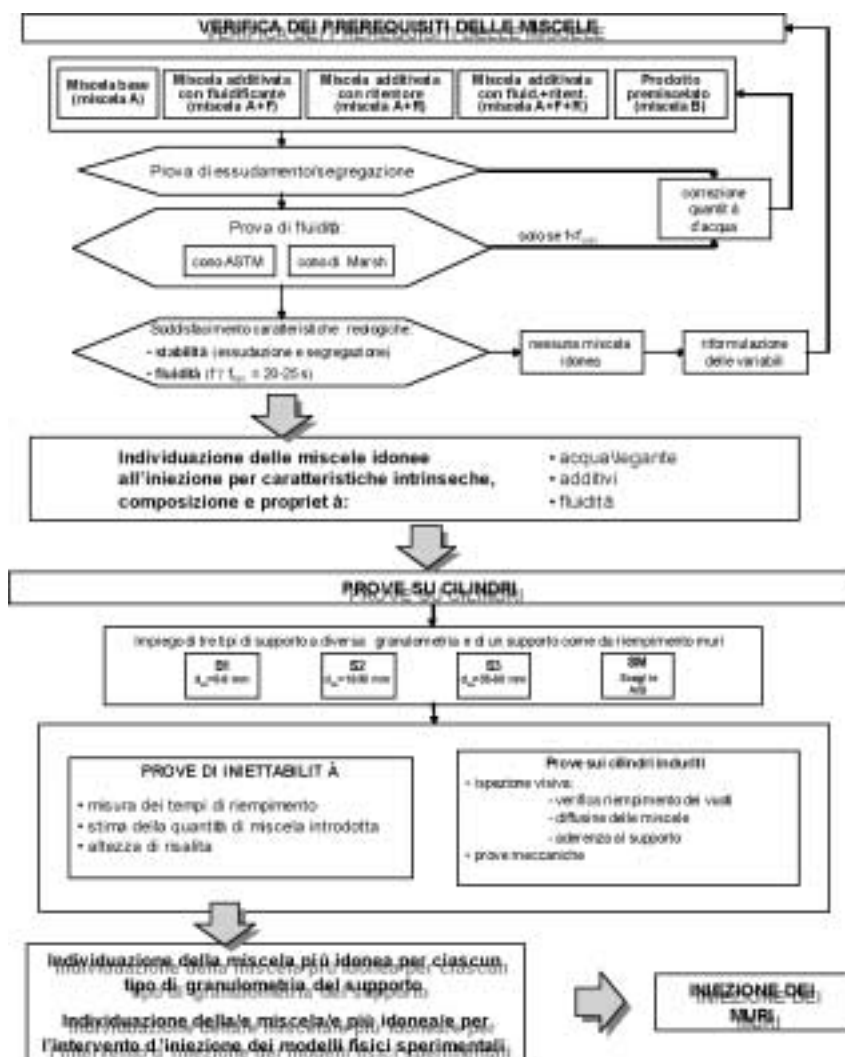 VERIFICA DEI PREREQUISITI DELLE MISCELE
Miscela base
(miscela A)
Miscela additivata
con fluidificante
(miscela A+F)
Miscela additivata
con ritentore
(miscela A+R)
Miscela additivata
con fluid.+ritent.
(miscela A+F+R)
Prodotto
premiscelato
(miscela B)
Prova di essudamento/segregazione
correzione
quantità
d'acqua
Prova di fluidità:
solo se
cono ASTM
cono di Marsh
Soddisfacimento caratteristiche reologiche
- stabilità (essudazione e segregazione)
- fluidità = 20-25 s)
nessuna miscela
idonea
riformulazione
delle variabili
Individuazione delle miscele idonee
all'iniezione per caratteristiche intrinseche,
composizione e propriet à:
• acqua/legante
• additivi
• fluidità
PROVE SU CILINDRI
Impiego di tre tipi di supporto a diversa granulometria e di un supporto come da riempimento muri
S1
S2
S3
SM
PROVE DI INIETTABILIT À
• misura dei tempi di riempimento
• stima della quantità di miscela introdotta
• altezza di risalita
Prove sui cilindri induriti
• ispezione visiva:
- verifica riempimento dei vuoti
- diffusine delle miscele
- aderenza al supporto
• prove meccaniche
Individuazione della miscela più idonea per ciascun
tipo di granulometria del supporto
Individuazione della/e miscela/e più idonea/e per
l'intervento d'iniezione dei modelli fisici sperimentali
INIEZIONE DEI
MURI